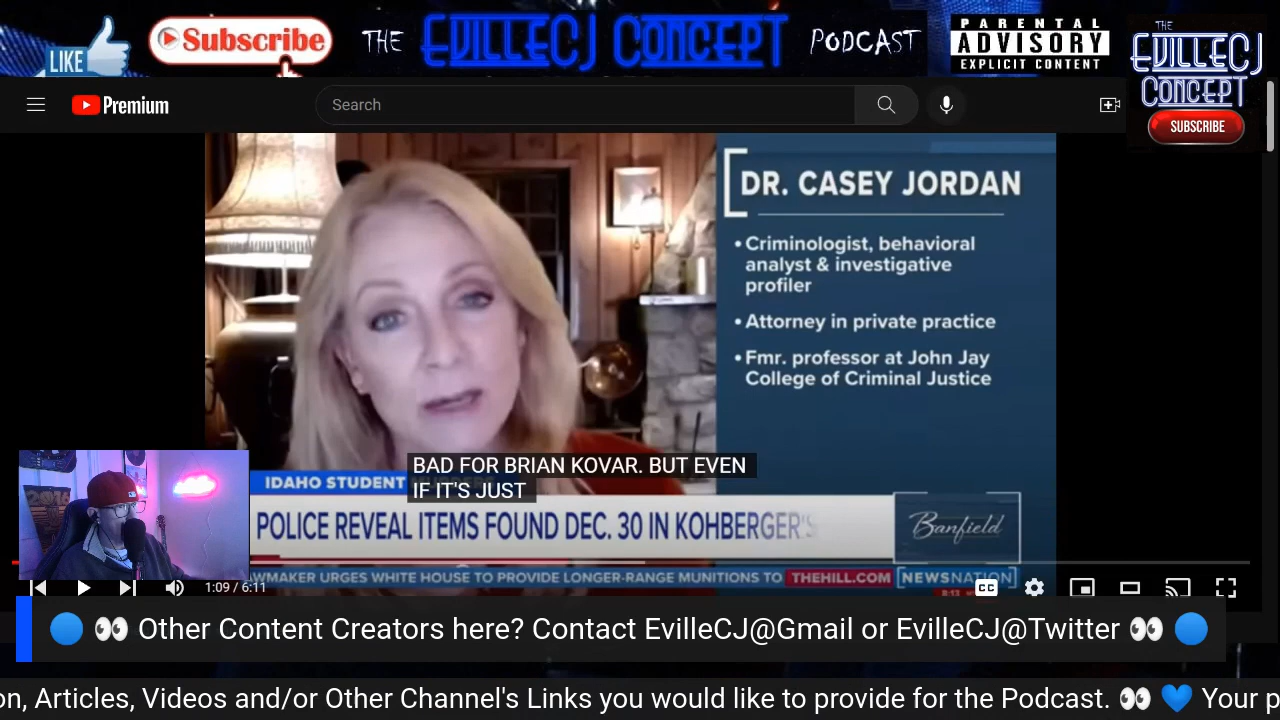 LIKE
Subscribe
THE EVILLECJ CONCEPT PODCAST
PARENTAL
ADVISORY
EXPLICIT CONTENT
THE
EVILLECJ
CONCEPT
SUBSCRIBE
Premium
Search
DR. CASEY JORDAN
• Criminologist, behavioral
analyst & investigative
profiler
• Attorney in private practice
• Fmr. professor at John Jay
College of Criminal Justice
BAD FOR BRIAN KOVAR. BUT EVEN
IF IT'S JUST
IDAHO STUDENT
POLICE REVEAL ITEMS FOUND DEC. 30 IN KOHBERGER'S
Banfield
2016
1:09 / 6:11
WMAKER URGES WHITE HOUSE TO PROVIDE LONGER-RANGE MUNITIONS TO THEHILL.COM NEWSNATION
CC
🔵 👀 Other Content Creators here? Contact EvilleCJ@Gmail or EvilleCJ@Twitter 👀 🔵
on, Articles, Videos and/or Other Channel's Links you would like to provide for the Podcast. 👀 💙 Your p